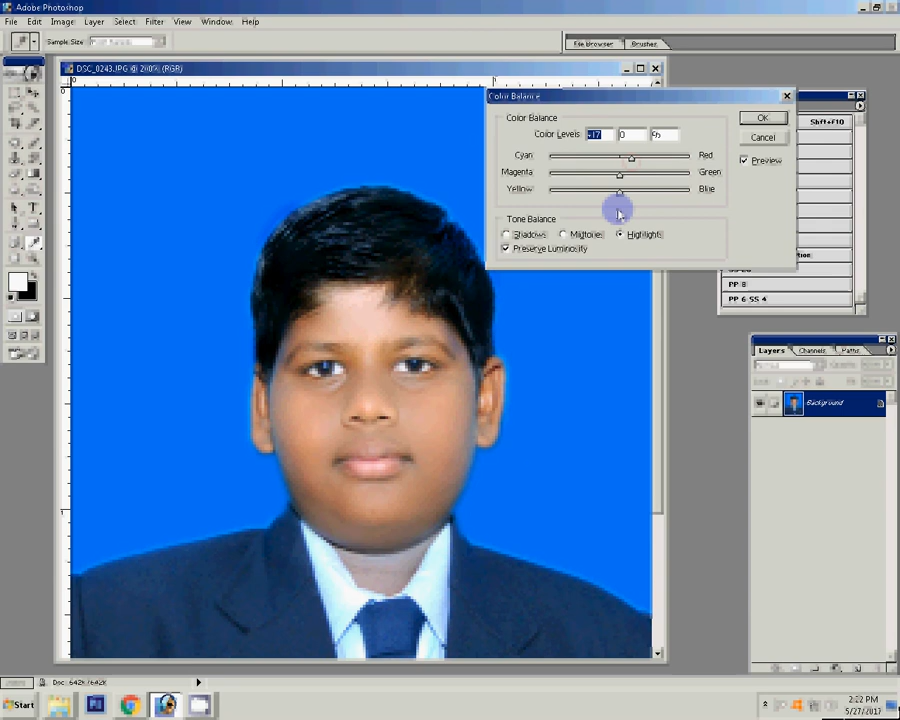 Adobe Photoshop
File Edit Image Layer Select Filter View Window Help
Sample Size:
File Browser Brushes
DSC_0243.JPG @ 200% (RGB)
Color Balance
Color Balance
Color Levels: +17 0
Cyan Red
Magenta Green
Yellow Blue
Tone Balance
Shadows Midtones Highlights
Preserve Luminosity
OK
Cancel
Preview
Shft+F10
PP 8
PP 6 SS 4
Layers Channels Paths
Background
Doc: 642K/642K
Start
2:22 PM
5/27/2017